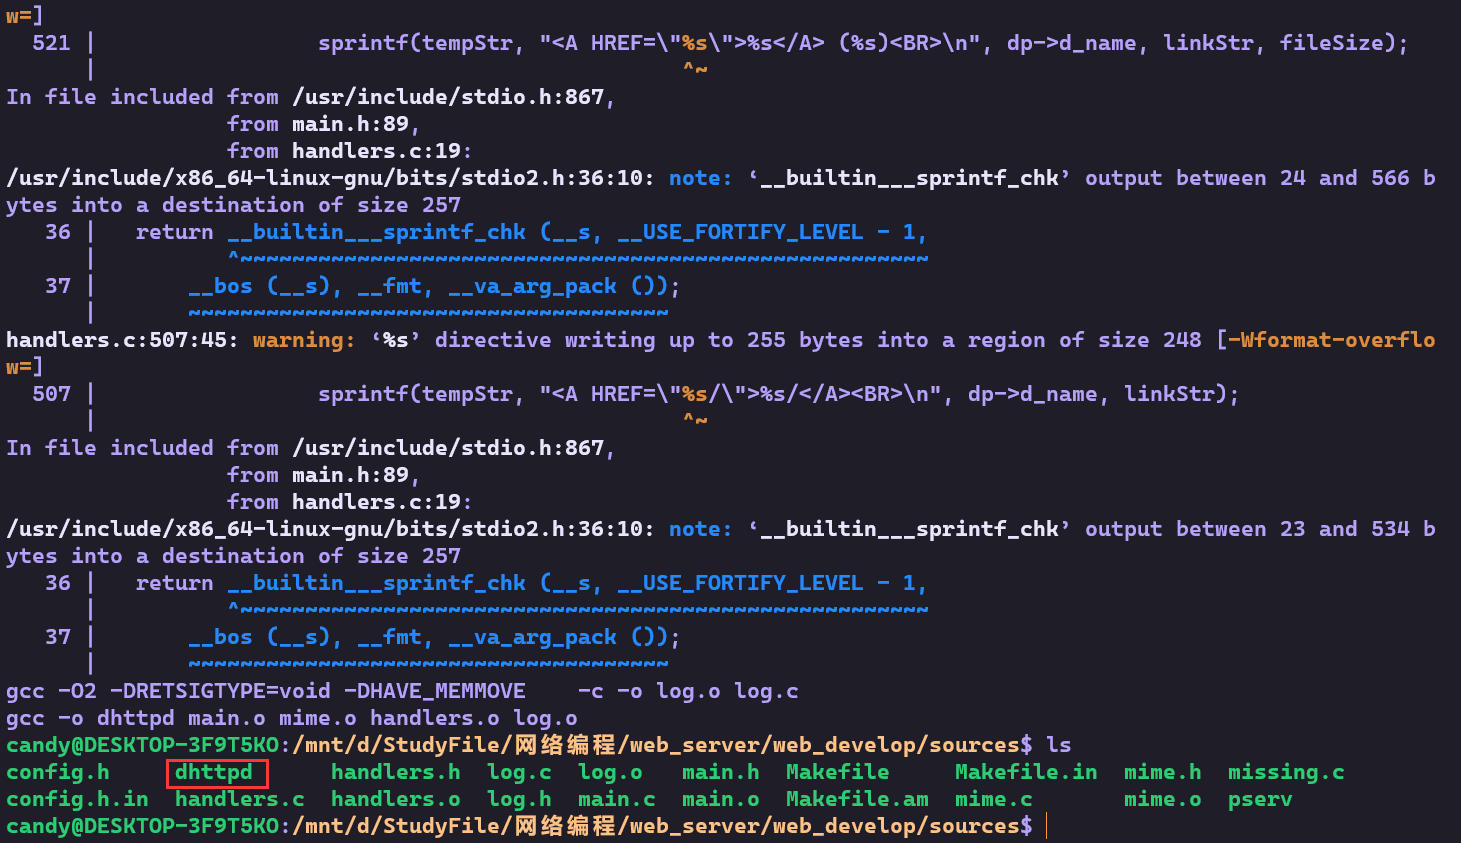 w=]
  521 |                 sprintf(tempStr, "<A HREF=\"%s\">%s</A> (%s)<BR>\n", dp->d_name, linkStr, fileSize);
      |                                             ^~
In file included from /usr/include/stdio.h:867,
                 from main.h:89,
                 from handlers.c:19:
/usr/include/x86_64-linux-gnu/bits/stdio2.h:36:10: note: ‘__builtin___sprintf_chk’ output between 24 and 566 b
ytes into a destination of size 257
   36 |   return __builtin___sprintf_chk (__s, __USE_FORTIFY_LEVEL - 1,
      |          ^~~~~~~~~~~~~~~~~~~~~~~~~~~~~~~~~~~~~~~~~~~~~~~~~~~~~~
   37 |       __bos (__s), __fmt, __va_arg_pack ());
      |       ~~~~~~~~~~~~~~~~~~~~~~~~~~~~~~~~~~~~~
handlers.c:507:45: warning: ‘%s’ directive writing up to 255 bytes into a region of size 248 [-Wformat-overflo
w=]
  507 |                 sprintf(tempStr, "<A HREF=\"%s/\">%s/</A><BR>\n", dp->d_name, linkStr);
      |                                             ^~
In file included from /usr/include/stdio.h:867,
                 from main.h:89,
                 from handlers.c:19:
/usr/include/x86_64-linux-gnu/bits/stdio2.h:36:10: note: ‘__builtin___sprintf_chk’ output between 23 and 534 b
ytes into a destination of size 257
   36 |   return __builtin___sprintf_chk (__s, __USE_FORTIFY_LEVEL - 1,
      |          ^~~~~~~~~~~~~~~~~~~~~~~~~~~~~~~~~~~~~~~~~~~~~~~~~~~~~~
   37 |       __bos (__s), __fmt, __va_arg_pack ());
      |       ~~~~~~~~~~~~~~~~~~~~~~~~~~~~~~~~~~~~~
gcc -O2 -DRETSIGTYPE=void -DHAVE_MEMMOVE    -c -o log.o log.c
gcc -o dhttpd main.o mime.o handlers.o log.o
candy@DESKTOP-3F9T5KO:/mnt/d/StudyFile/网络编程/web_server/web_develop/sources$ ls
config.h     dhttpd      handlers.h  log.c  log.o   main.h  Makefile     Makefile.in  mime.h  missing.c
config.h.in  handlers.c  handlers.o  log.h  main.c  main.o  Makefile.am  mime.c       mime.o  pserv
candy@DESKTOP-3F9T5KO:/mnt/d/StudyFile/网络编程/web_server/web_develop/sources$